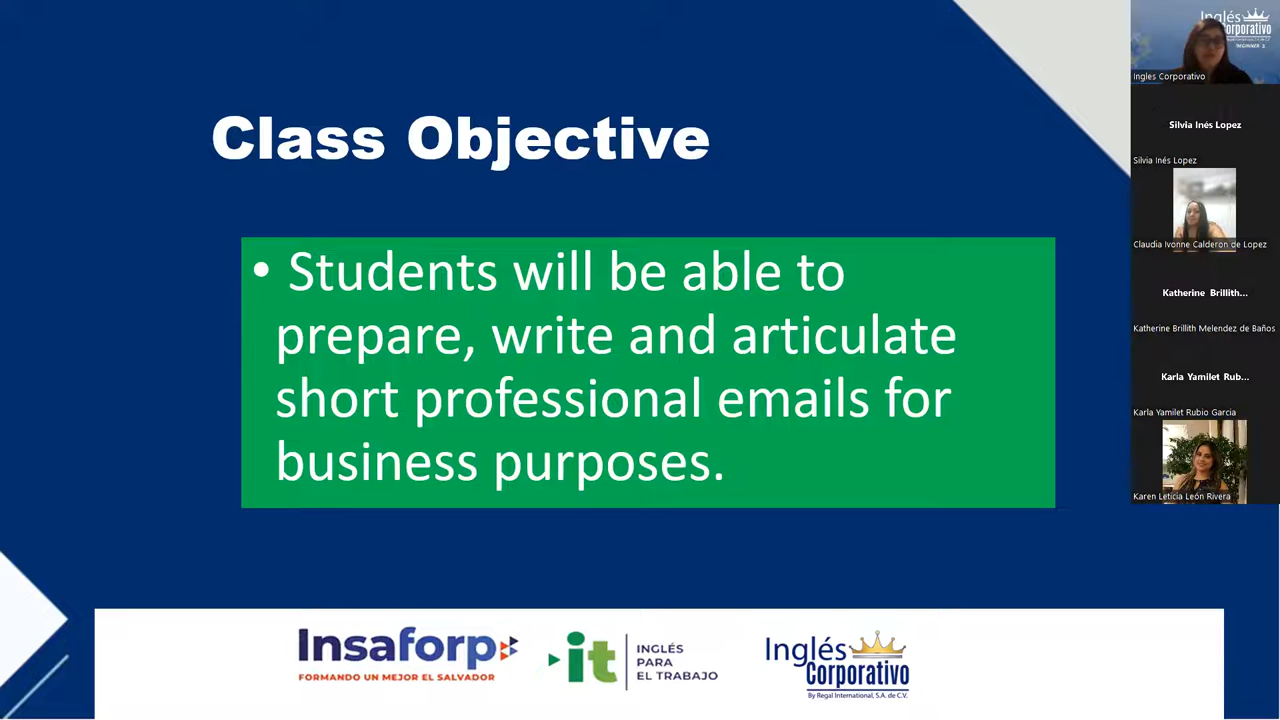 Class Objective
• Students will be able to
prepare, write and articulate
short professional emails for
business purposes.
Insaforp
FORMANDO UN MEJOR EL SALVADOR
it
INGLÉS
PARA
EL TRABAJO
Inglés
Corporativo
By Regal International, S.A. de C.V.
Inglés
Corporativo
BEGINNER 2
Ingles Corporativo
Silvia Inés Lopez
Silvia Inés Lopez
Claudia Ivonne Calderon de Lopez
Katherine Brillith...
Katherine Brillith Melendez de Baños
Karla Yamilet Rub...
Karla Yamilet Rubio Garcia
Karen Leticia León Rivera